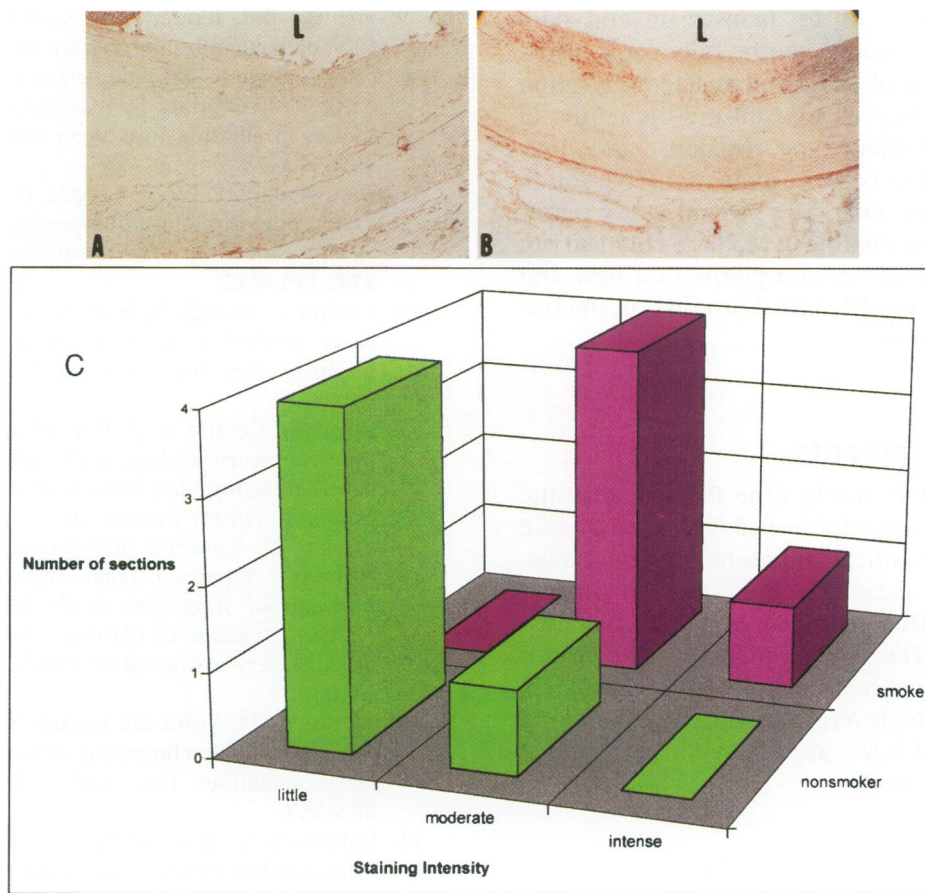 L
L
A
B
C
4
3
Number of sections
2
1
0
smoke
nonsmoker
little
moderate
intense
Staining Intensity